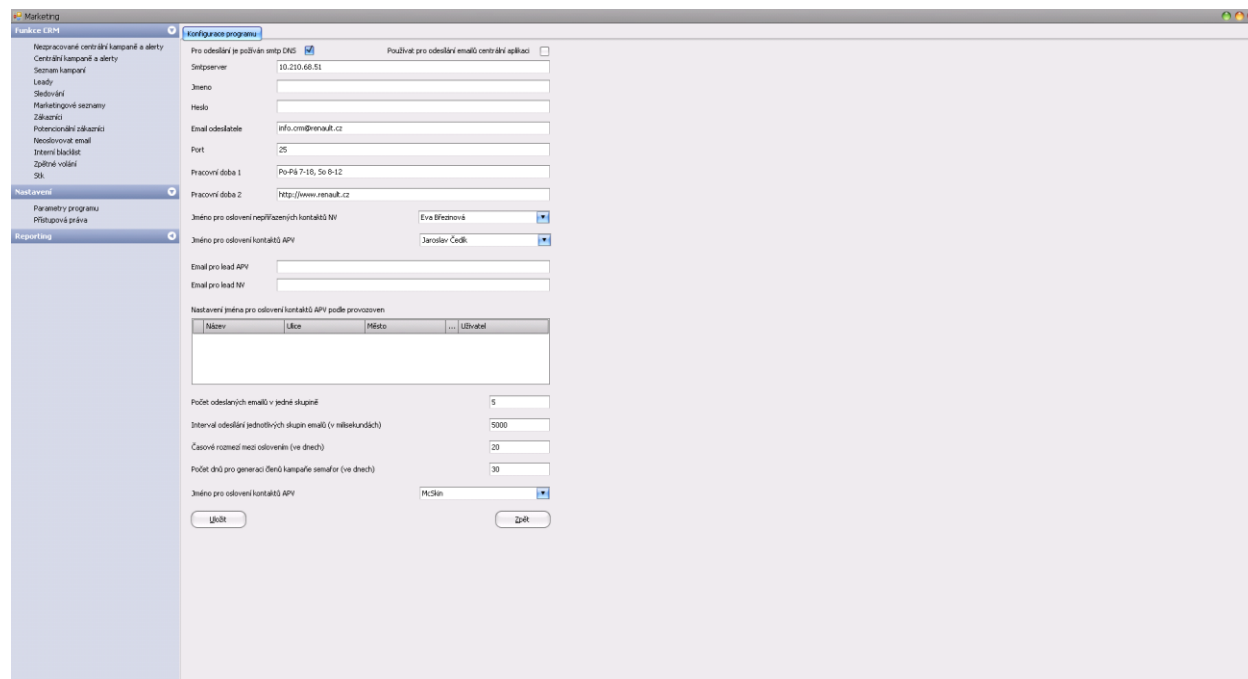 Marketing
Funkce CRM
Nezpracované centrální kampaně a alerty
Centrální kampaně a alerty
Seznam kampaní
Leady
Sledování
Marketingové seznamy
Zákazníci
Potencionální zákazníci
Neoslovovat email
Interní blacklist
Zpětné volání
Stk
Nastavení
Parametry programu
Přístupová práva
Reporting
Konfigurace programu
Pro odesílání je požíván smtp DNS
Používat pro odesílání emailů centrální aplikaci
Smtpserver 10.210.68.51
Jmeno
Heslo
Email odesílatele info.crm@renault.cz
Port 25
Pracovní doba 1 Po-Pá 7-18, So 8-12
Pracovní doba 2 http://www.renault.cz
Jméno pro oslovení nepřiřazených kontaktů NV Eva Březinová
Jméno pro oslovení kontaktů APV Jaroslav Čedík
Email pro lead APV
Email pro lead NV
Nastavení jména pro oslovení kontaktů APV podle provozoven
Název Ulice Město ... Uživatel
Počet odeslaných emailů v jedné skupině 5
Interval odesílání jednotlivých skupin emailů (v milisekundách) 5000
Časové rozmezí mezi oslovením (ve dnech) 20
Počet dnů pro generaci členů kampaňe semafor (ve dnech) 30
Jméno pro oslovení kontaktů APV McSkin
Uložit Zpět